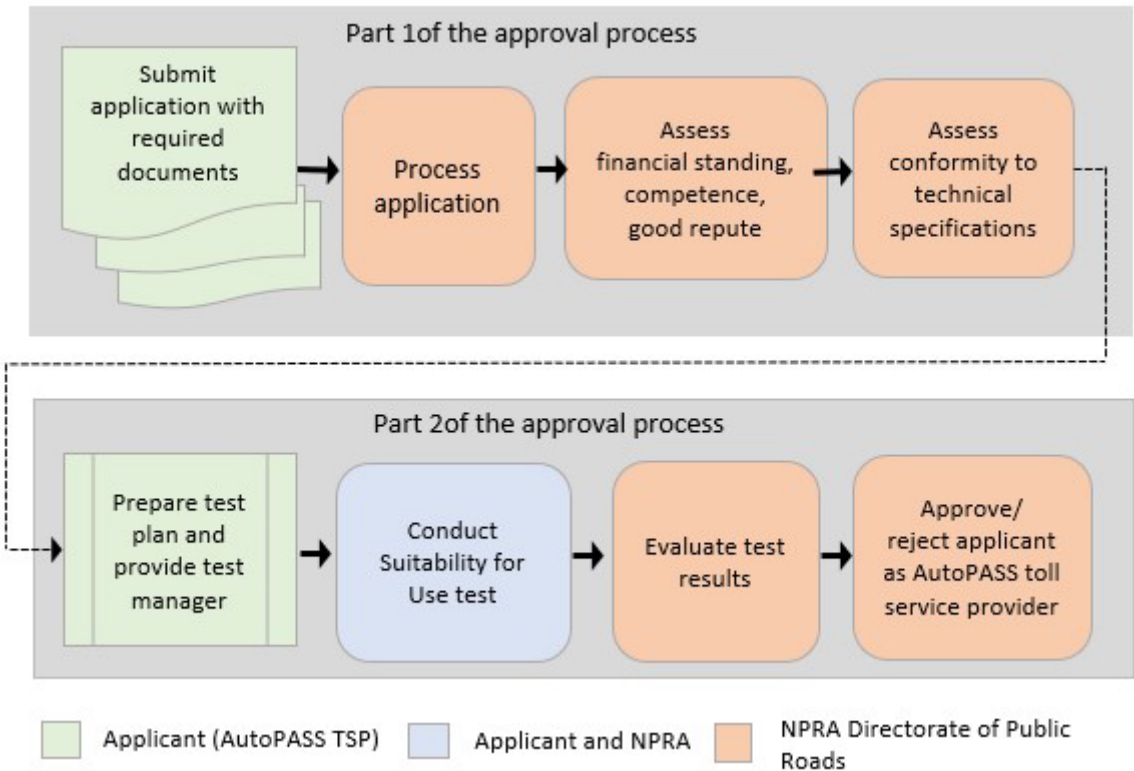 Part 1of the approval process
Submit
application with
required
documents
Process
application
Assess
financial standing,
competence,
good repute
Assess
conformity to
technical
specifications
Part 2of the approval process
Prepare test
plan and
provide test
manager
Conduct
Suitability for
Use test
Evaluate test
results
Approve/
reject applicant
as AutoPASS toll
service provider
Applicant (AutoPASS TSP)
Applicant and NPRA
NPRA Directorate of Public
Roads